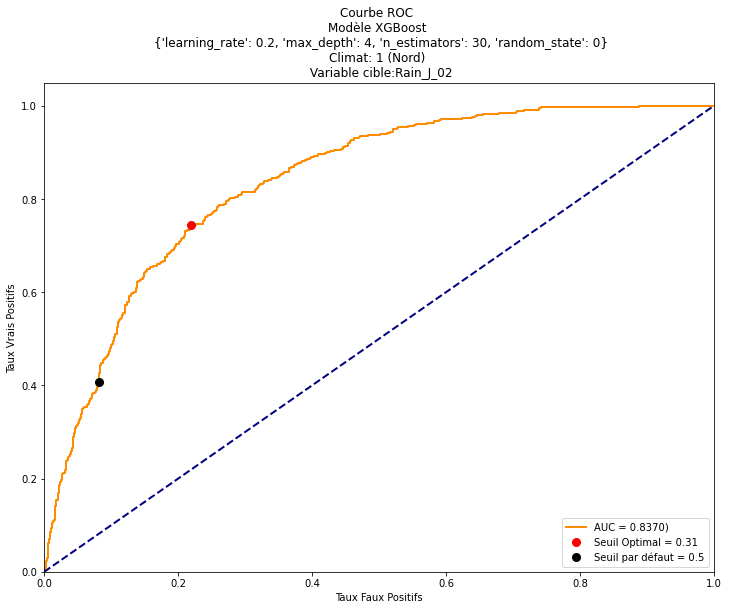 Courbe ROC
Modèle XGBoost
{'learning_rate': 0.2, 'max_depth': 4, 'n_estimators': 30, 'random_state': 0}
Climat: 1 (Nord)
Variable cible:Rain_J_02
1.0
0.8
0.6
0.4
0.2
0.0
Taux Vrais Positifs
0.0 0.2 0.4 0.6 0.8 1.0
Taux Faux Positifs
AUC = 0.8370)
Seuil Optimal = 0.31
Seuil par défaut = 0.5